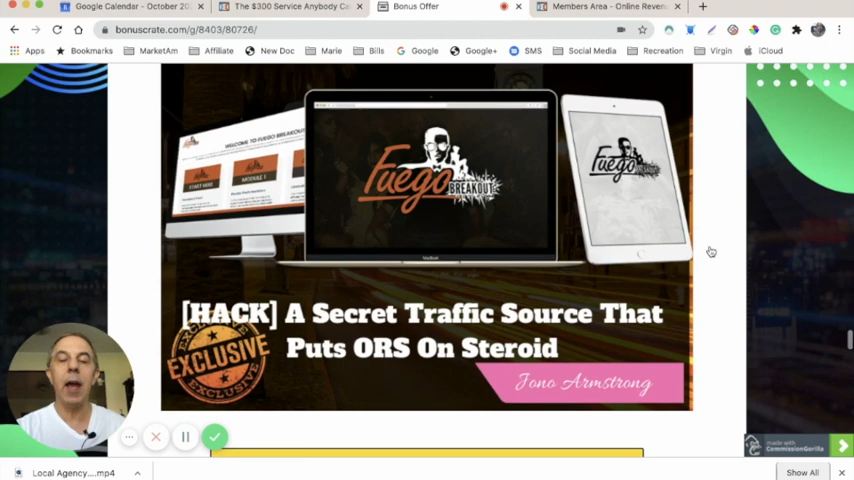 Google Calendar - October 20
The $300 Service Anybody Ca
Bonus Offer
Members Area - Online Reven
bonuscrate.com/g/8403/80726/
Apps
Bookmarks
MarketAm
Affiliate
New Doc
Marie
Bills
Google
Google+
SMS
Social Media
Recreation
Virgin
iCloud
WELCOME TO FUEGO BREAKOUT
START HERE
MODULE 1
Fuego
BREAKOUT
Fuego
MacBook
[HACK] A Secret Traffic Source That
Puts ORS On Steroid
EXCLUSIVE
EXCLUSIVE
EXCLUSIVE
Jono Armstrong
made with
CommissionGorilla
Local Agency....mp4
Show All